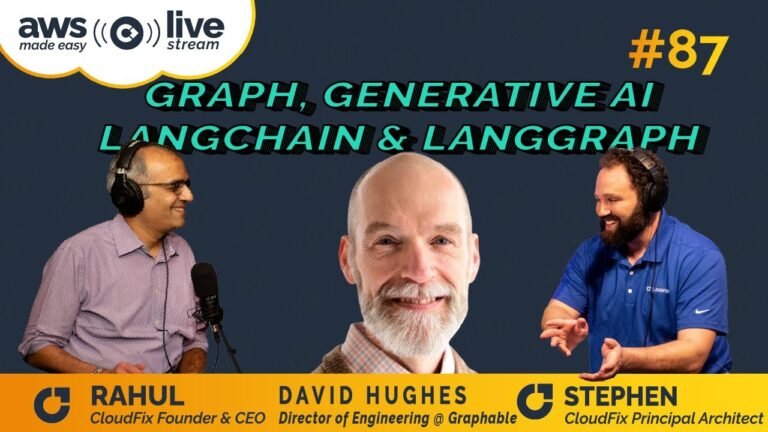 aws live
made easy stream
#87
GRAPH, GENERATIVE AI
LANGCHAIN & LANGGRAPH
CLOUDFIX
RAHUL
CloudFix Founder & CEO
DAVID HUGHES
Director of Engineering @ Graphable
STEPHEN
CloudFix Principal Architect